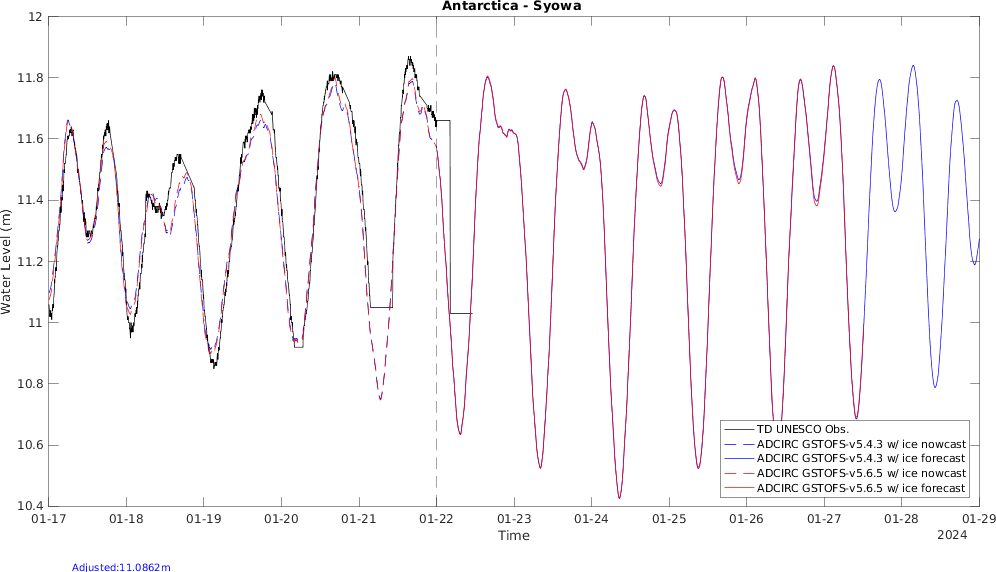 Antarctica - Syowa
12
11.8
11.6
11.4
11.2
11
10.8
10.6
10.4
Water Level (m)
01-17 01-18 01-19 01-20 01-21 01-22 01-23 01-24 01-25 01-26 01-27 01-28 01-29
Time
2024
TD UNESCO Obs.
ADCIRC GSTOFS-v5.4.3 w/ ice nowcast
ADCIRC GSTOFS-v5.4.3 w/ ice forecast
ADCIRC GSTOFS-v5.6.5 w/ ice nowcast
ADCIRC GSTOFS-v5.6.5 w/ ice forecast
Adjusted:11.0862m